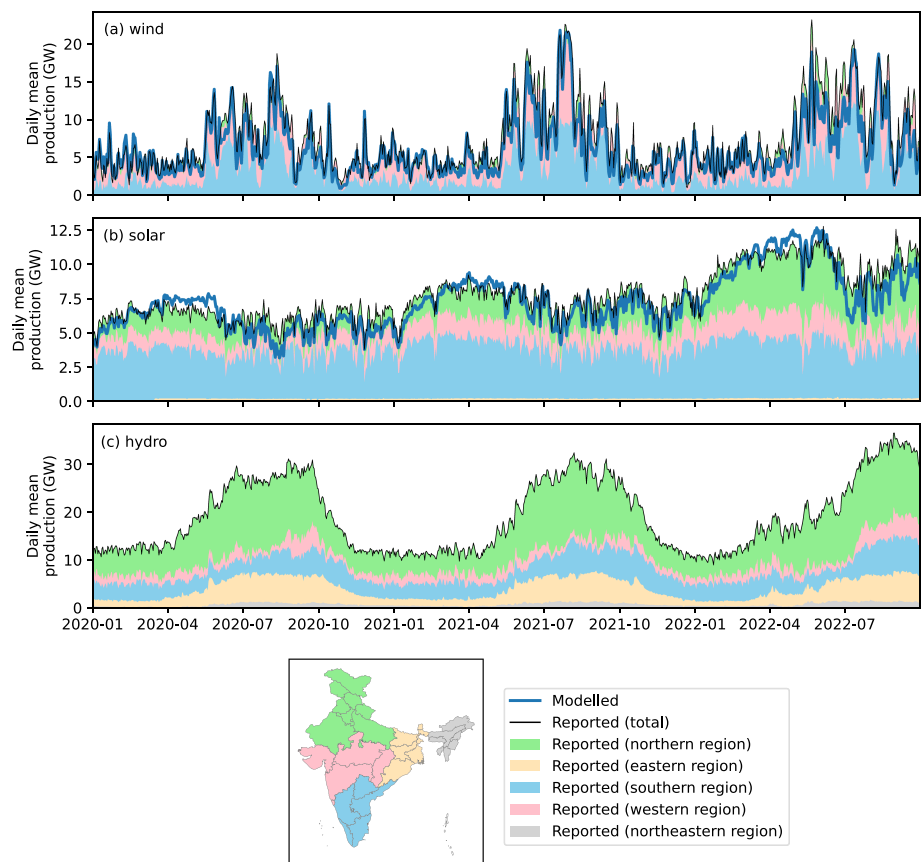 (a) wind
Daily mean
production (GW)
20
15
10
5
0
(b) solar
Daily mean
production (GW)
12.5
10.0
7.5
5.0
2.5
0.0
(c) hydro
Daily mean
production (GW)
30
20
10
0
2020-01 2020-04 2020-07 2020-10 2021-01 2021-04 2021-07 2021-10 2022-01 2022-04 2022-07
Modelled
Reported (total)
Reported (northern region)
Reported (eastern region)
Reported (southern region)
Reported (western region)
Reported (northeastern region)